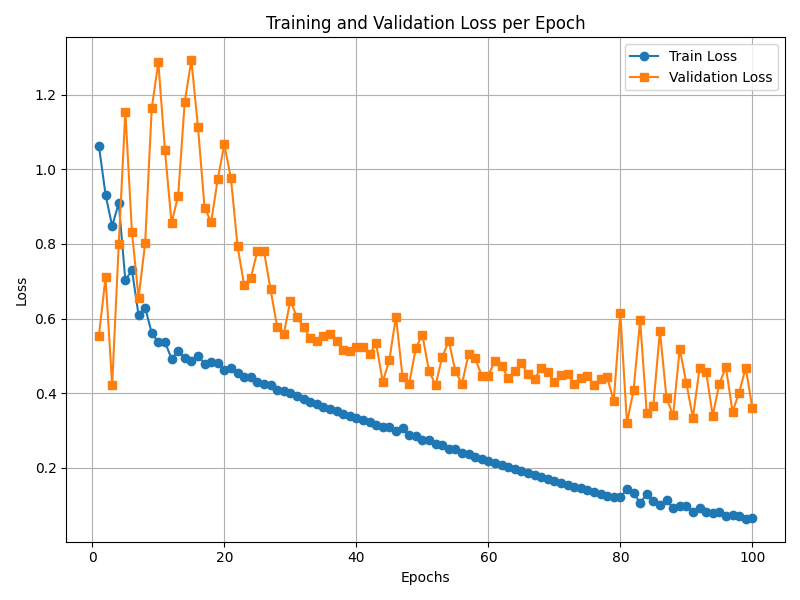 Training and Validation Loss per Epoch
Train Loss
Validation Loss
Loss
1.2
1.0
0.8
0.6
0.4
0.2
0 20 40 60 80 100
Epochs